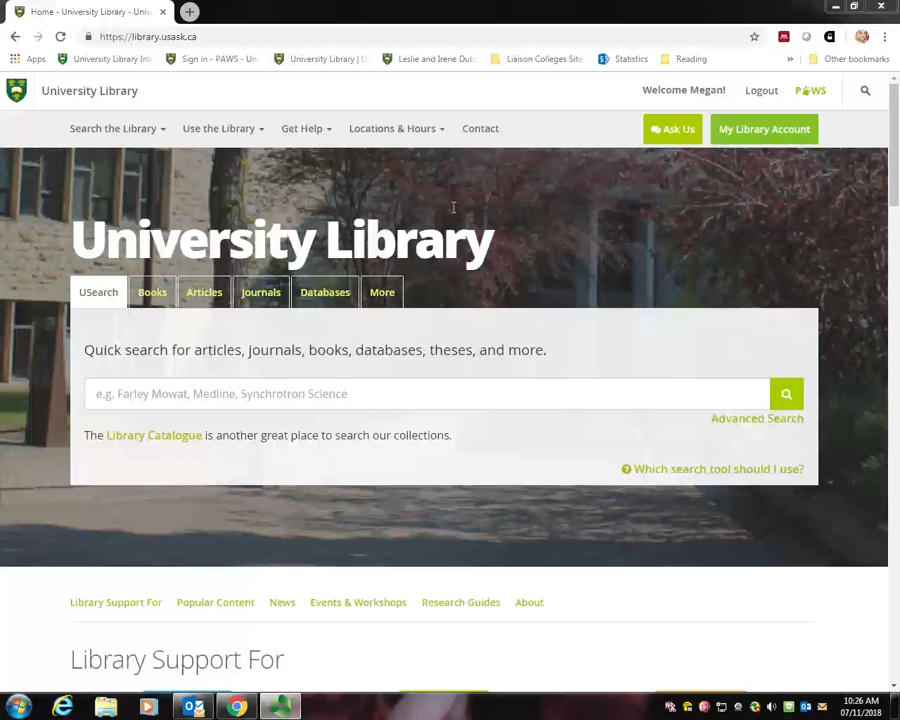 Home - University Library - Univ
https://library.usask.ca
Apps
University Library Int
Sign in – PAWS – Un
University Library | E
Leslie and Irene Dub
Liaison Colleges Site
Statistics
Reading
»
Other bookmarks
University Library
Welcome Megan!
Logout
PAWS
Search the Library
Use the Library
Get Help
Locations & Hours
Contact
Ask Us
My Library Account
University Library
USearch
Books
Articles
Journals
Databases
More
Quick search for articles, journals, books, databases, theses, and more.
e.g. Farley Mowat, Medline, Synchrotron Science
Advanced Search
The Library Catalogue is another great place to search our collections.
Which search tool should I use?
Library Support For
Popular Content
News
Events & Workshops
Research Guides
About
Library Support For
10:26 AM
07/11/2018